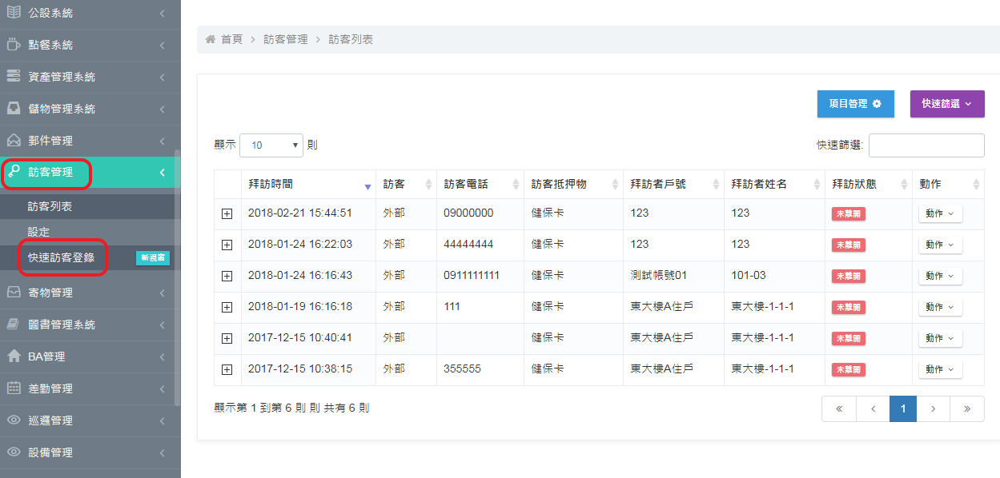 公設系統
點餐系統
資產管理系統
儲物管理系統
郵件管理
訪客管理
訪客列表
設定
快速訪客登錄 新視窗
寄物管理
圖書管理系統
BA管理
差勤管理
巡邏管理
設備管理
首頁 > 訪客管理 > 訪客列表
項目管理 快速篩選
顯示 10 則 快速篩選:
拜訪時間 訪客 訪客電話 訪客抵押物 拜訪者戶號 拜訪者姓名 拜訪狀態 動作
2018-02-21 15:44:51 外部 09000000 健保卡 123 123 未離開 動作
2018-01-24 16:22:03 外部 44444444 健保卡 123 123 未離開 動作
2018-01-24 16:16:43 外部 0911111111 健保卡 測試帳號01 101-03 未離開 動作
2018-01-19 16:16:18 外部 111 健保卡 東大樓A住戶 東大樓-1-1-1 未離開 動作
2017-12-15 10:40:41 外部 健保卡 東大樓A住戶 東大樓-1-1-1 未離開 動作
2017-12-15 10:38:15 外部 355555 健保卡 東大樓A住戶 東大樓-1-1-1 未離開 動作
顯示第 1 到第 6 則 則 共有 6 則
« ‹ 1 › »